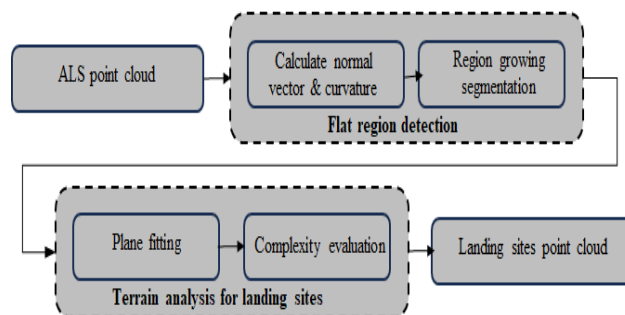 ALS point cloud
Calculate normal
vector & curvature
Region growing
segmentation
Flat region detection
Plane fitting
Complexity evaluation
Terrain analysis for landing sites
Landing sites point cloud